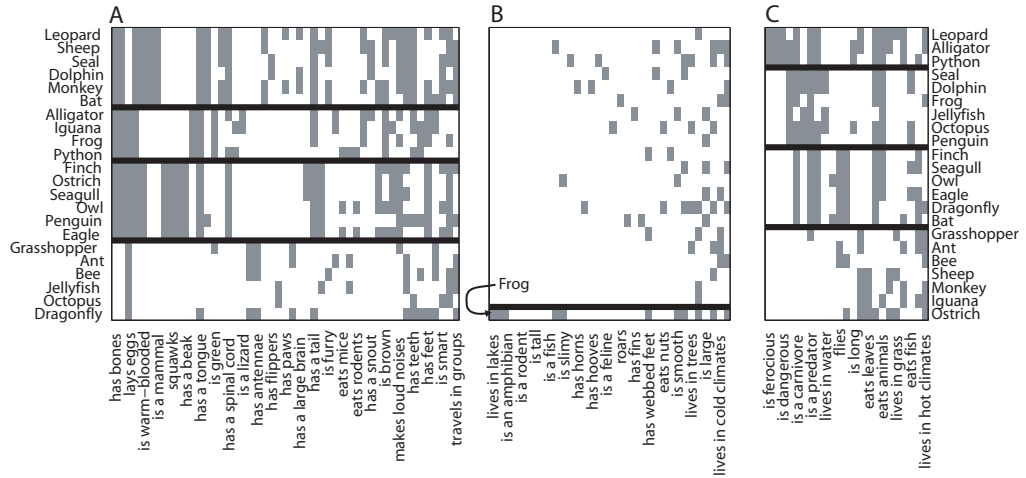 A
B
C
Leopard
Sheep
Seal
Dolphin
Monkey
Bat
Alligator
Iguana
Frog
Python
Finch
Ostrich
Seagull
Owl
Penguin
Eagle
Grasshopper
Ant
Bee
Jellyfish
Octopus
Dragonfly
Frog
Leopard
Alligator
Python
Seal
Dolphin
Frog
Jellyfish
Octopus
Penguin
Finch
Seagull
Owl
Eagle
Dragonfly
Bat
Grasshopper
Ant
Bee
Sheep
Monkey
Iguana
Ostrich
has bones
lays eggs
is warm-blooded
is a mammal
squawks
has a beak
has a tongue
is green
has a spinal cord
is a lizard
has antennae
has flippers
has paws
has a large brain
has a tail
is furry
eats mice
eats rodents
has a snout
is brown
makes loud noises
has teeth
has feet
is smart
travels in groups
lives in lakes
is an amphibian
is a rodent
is tall
is a fish
is slimy
has horns
has hooves
is a feline
roars
has fins
has webbed feet
eats nuts
is smooth
lives in trees
is large
lives in cold climates
is ferocious
is dangerous
is a carnivore
is a predator
lives in water
flies
is long
eats leaves
eats animals
lives in grass
eats fish
lives in hot climates